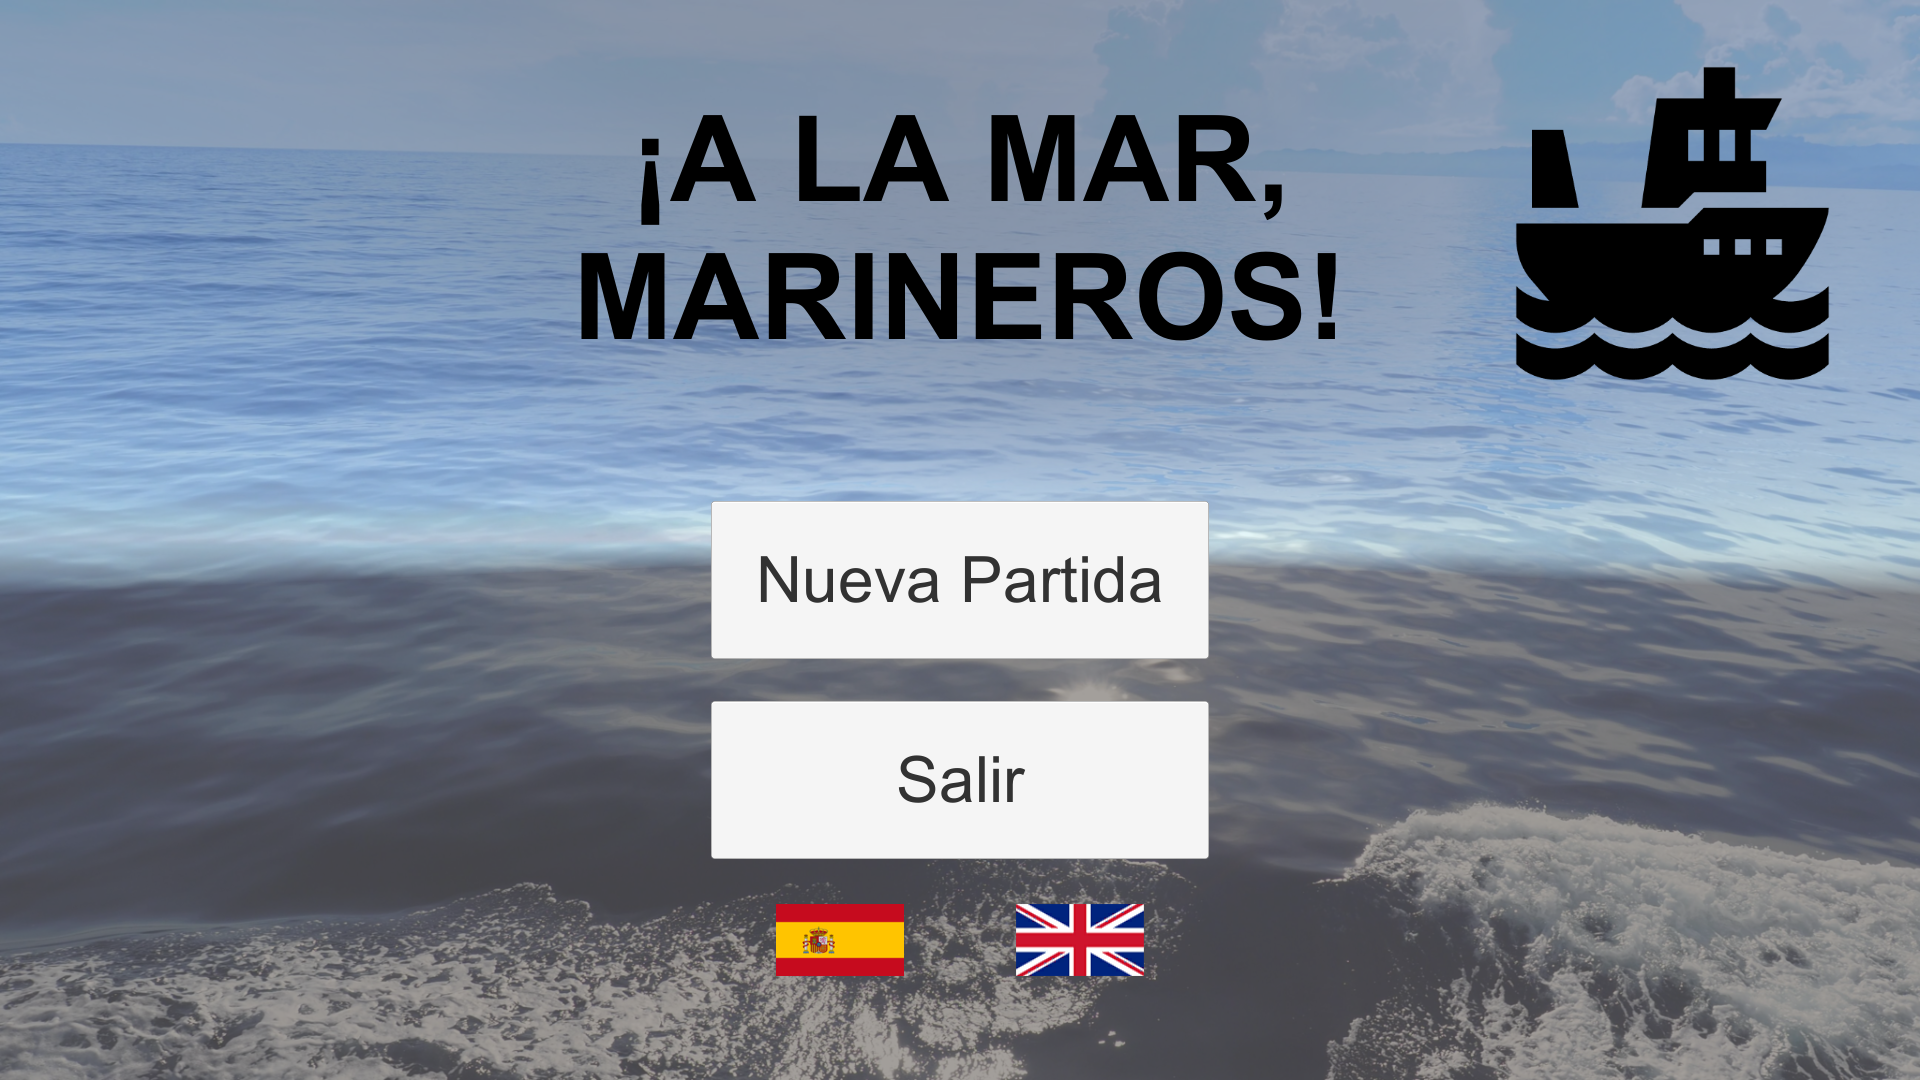 ¡A LA MAR,
MARINEROS!
Nueva Partida
Salir